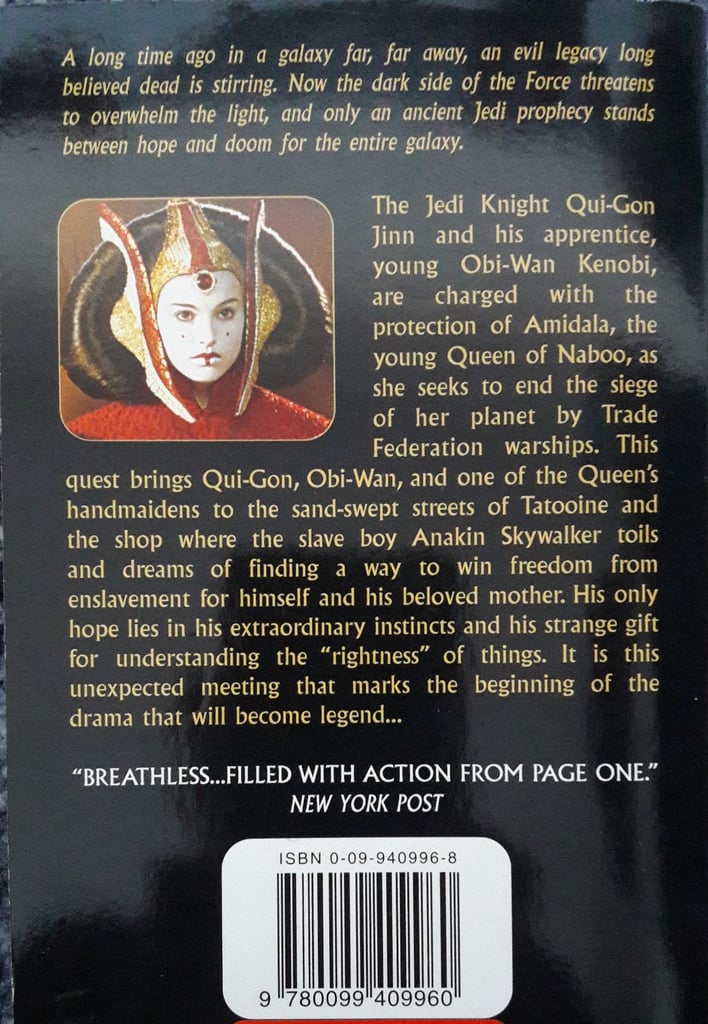 A long time ago in a galaxy far, far away, an evil legacy long
believed dead is stirring. Now the dark side of the Force threatens
to overwhelm the light, and only an ancient Jedi prophecy stands
between hope and doom for the entire galaxy.
The Jedi Knight Qui-Gon
Jinn and his apprentice,
young Obi-Wan Kenobi,
are charged with the
protection of Amidala, the
young Queen of Naboo, as
she seeks to end the siege
of her planet by Trade
Federation warships. This
quest brings Qui-Gon, Obi-Wan, and one of the Queen's
handmaidens to the sand-swept streets of Tatooine and
the shop where the slave boy Anakin Skywalker toils
and dreams of finding a way to win freedom from
enslavement for himself and his beloved mother. His only
hope lies in his extraordinary instincts and his strange gift
for understanding the "rightness" of things. It is this
unexpected meeting that marks the beginning of the
drama that will become legend...
"BREATHLESS...FILLED WITH ACTION FROM PAGE ONE."
NEW YORK POST
ISBN 0-09-940996-8
9 780099 409960